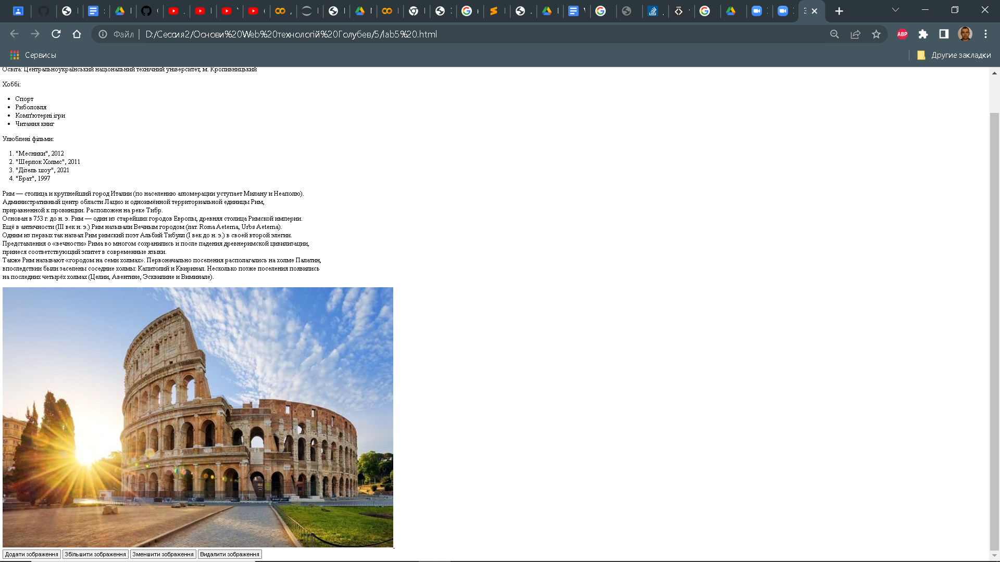 Файл
D:/Сессия2/Основи%20Web%20технологій%20Голубев/5/lab5%20.html
ABP
Сервисы
Другие закладки
Освіта: Центральноукраїнський національний технічний університет, м. Кропивницький
Хоббі:
Спорт
Риболовля
Комп'ютерні ігри
Читання книг
Улюблені фільми:
1. "Месники", 2012
2. "Шерлок Холмс", 2011
3. "Дізель шоу", 2021
4. "Брат", 1997
Рим — столица и крупнейший город Италии (по населению агломерации уступает Милану и Неаполю).
Административный центр области Лацио и одноимённой территориальной единицы Рим,
приравненной к провинции. Расположен на реке Тибр.
Основан в 753 г. до н. э. Рим — один из старейших городов Европы, древняя столица Римской империи.
Ещё в античности (III век н. э.) Рим называли Вечным городом (лат. Roma Aeterna, Urbs Aeterna).
Одним из первых так назвал Рим римский поэт Альбий Тибулл (I век до н. э.) в своей второй элегии.
Представления о «вечности» Рима во многом сохранились и после падения древнеримской цивилизации,
принеся соответствующий эпитет в современные языки.
Также Рим называют «городом на семи холмах». Первоначально поселения располагались на холме Палатин,
впоследствии были заселены соседние холмы: Капитолий и Квиринал. Несколько позже поселения появились
на последних четырёх холмах (Целии, Авентине, Эсквилине и Виминале).
Додати зображення Збільшити зображення Зменшити зображення Видалити зображення